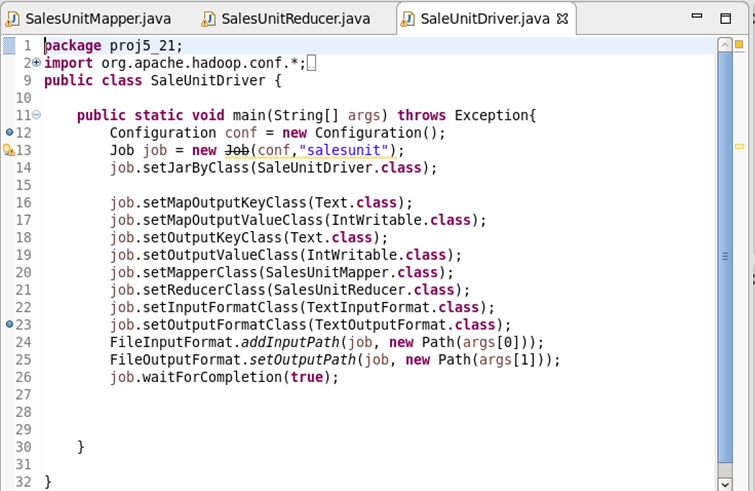 SalesUnitMapper.java SalesUnitReducer.java SaleUnitDriver.java
1 package proj5_21;
2 import org.apache.hadoop.conf.*;
9 public class SaleUnitDriver {
10
11 public static void main(String[] args) throws Exception{
12 Configuration conf = new Configuration();
13 Job job = new Job(conf,"salesunit");
14 job.setJarByClass(SaleUnitDriver.class);
15
16 job.setMapOutputKeyClass(Text.class);
17 job.setMapOutputValueClass(IntWritable.class);
18 job.setOutputKeyClass(Text.class);
19 job.setOutputValueClass(IntWritable.class);
20 job.setMapperClass(SalesUnitMapper.class);
21 job.setReducerClass(SalesUnitReducer.class);
22 job.setInputFormatClass(TextInputFormat.class);
23 job.setOutputFormatClass(TextOutputFormat.class);
24 FileInputFormat.addInputPath(job, new Path(args[0]));
25 FileOutputFormat.setOutputPath(job, new Path(args[1]));
26 job.waitForCompletion(true);
27
28
29
30 }
31
32 }